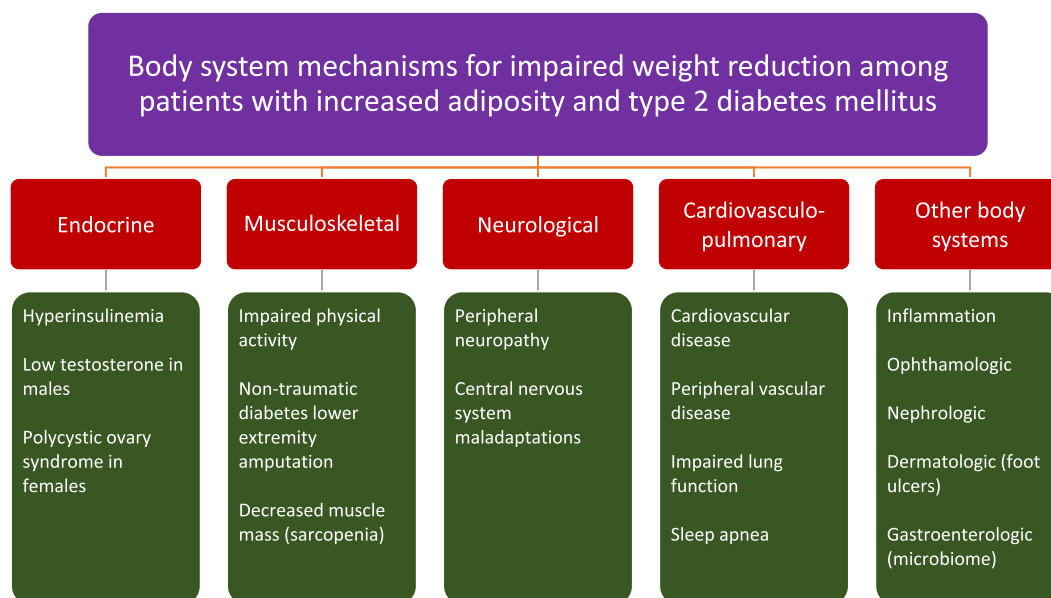 Body system mechanisms for impaired weight reduction among
patients with increased adiposity and type 2 diabetes mellitus
Endocrine
Hyperinsulinemia
Low testosterone in
males
Polycystic ovary
syndrome in
females
Musculoskeletal
Impaired physical
activity
Non-traumatic
diabetes lower
extremity
amputation
Decreased muscle
mass (sarcopenia)
Neurological
Peripheral
neuropathy
Central nervous
system
maladaptations
Cardiovasculo-
pulmonary
Cardiovascular
disease
Peripheral vascular
disease
Impaired lung
function
Sleep apnea
Other body
systems
Inflammation
Ophthamologic
Nephrologic
Dermatologic (foot
ulcers)
Gastroenterologic
(microbiome)